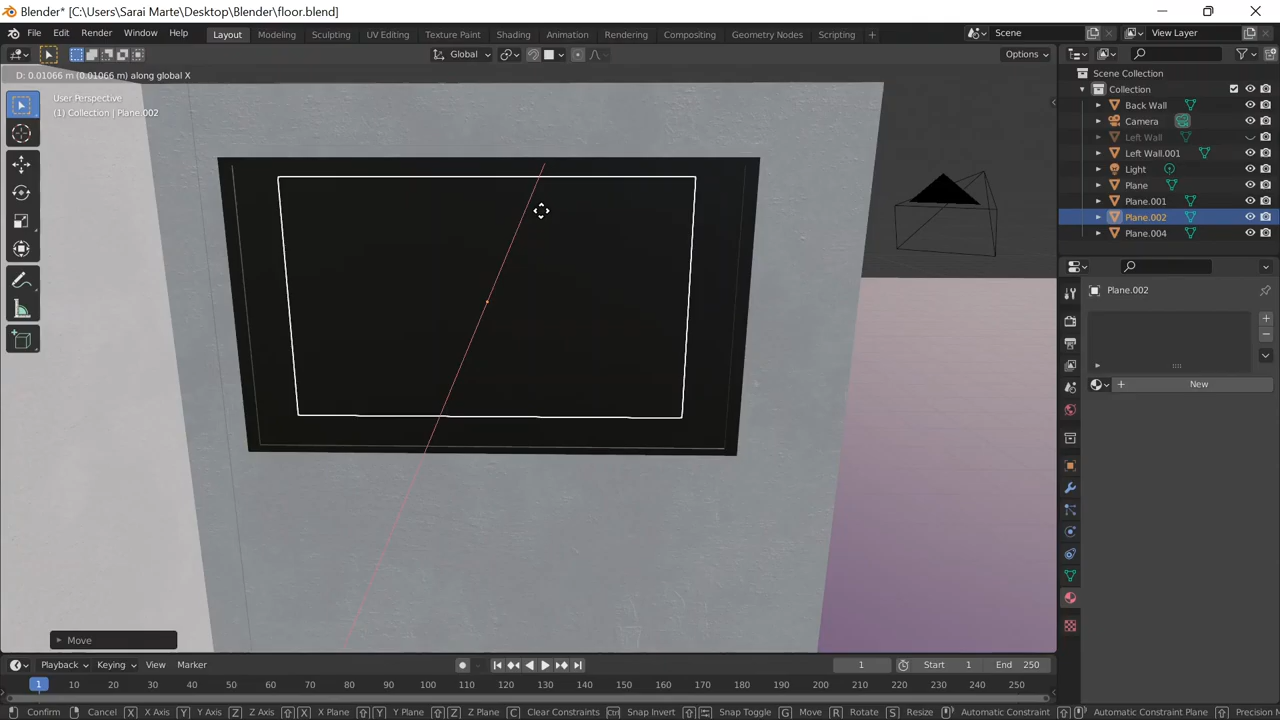 Blender* [C:\Users\Sarai Marte\Desktop\Blender\floor.blend]
File Edit Render Window Help Layout Modeling Sculpting UV Editing Texture Paint Shading Animation Rendering Compositing Geometry Nodes Scripting + Scene View Layer
Global Options
D: 0.01066 m (0.01066 m) along global X
User Perspective
(1) Collection | Plane.002
Scene Collection
Collection
Back Wall
Camera
Left Wall
Left Wall.001
Light
Plane
Plane.001
Plane.002
Plane.004
Plane.002
+ New
Move
Playback Keying View Marker 1 Start 1 End 250
1 10 20 30 40 50 60 70 80 90 100 110 120 130 140 150 160 170 180 190 200 210 220 230 240 250
Confirm Cancel X X Axis Y Y Axis Z Z Axis X X Plane Y Y Plane Z Z Plane C Clear Constraints Ctrl Snap Invert Snap Toggle G Move R Rotate S Resize Automatic Constraint Automatic Constraint Plane Precision